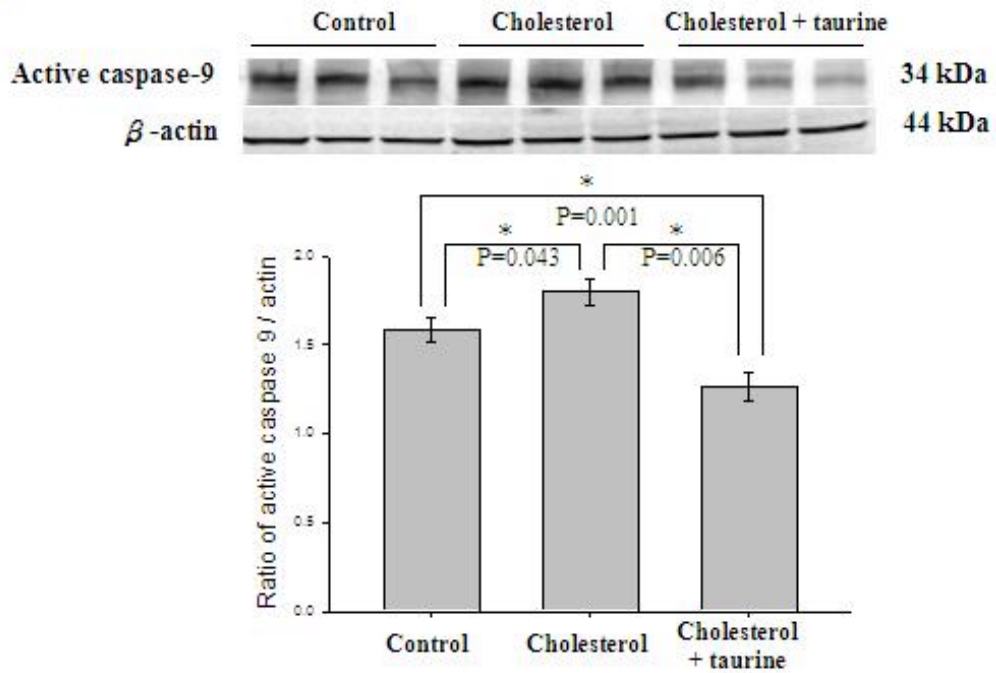 Control Cholesterol Cholesterol + taurine
Active caspase-9 34 kDa
β-actin 44 kDa
*
P=0.001
* *
P=0.043 P=0.006
Ratio of active caspase 9 / actin
2.0
1.5
1.0
0.5
0.0
Control Cholesterol Cholesterol
+ taurine